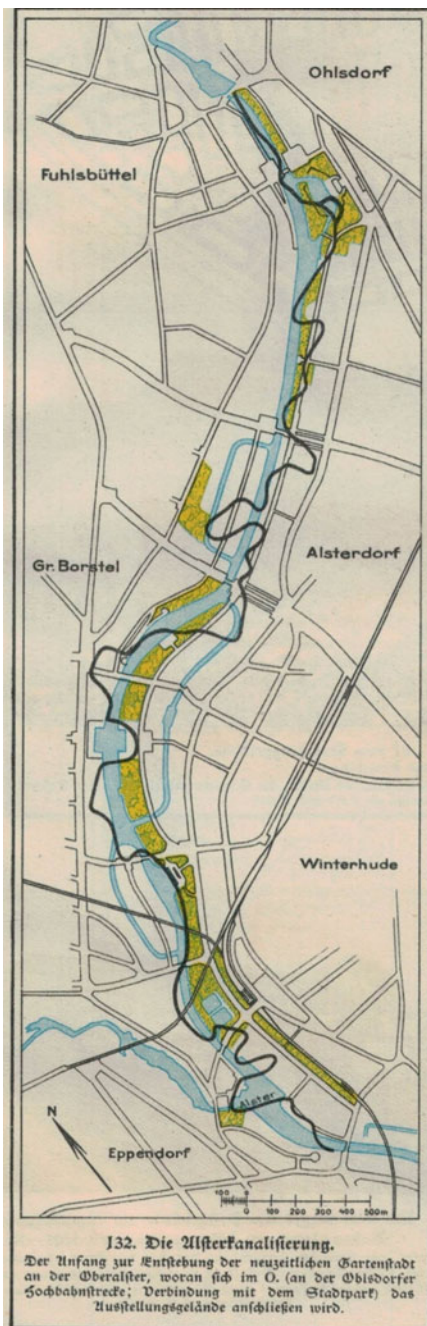 Ohlsdorf
Fuhlsbüttel
Gr. Borstel
Alsterdorf
Winterhude
Alster
N
Eppendorf
100 50 0 100 200 300 400 500m
132. Die Alsterkanalisierung.
Der Anfang zur Entstehung der neuzeitlichen Gartenstadt
an der Oberalster, woran sich im O. (an der Ohlsdorfer
Hochbahnstrecke; Verbindung mit dem Stadtpark) das
Ausstellungsgelände anschließen wird.